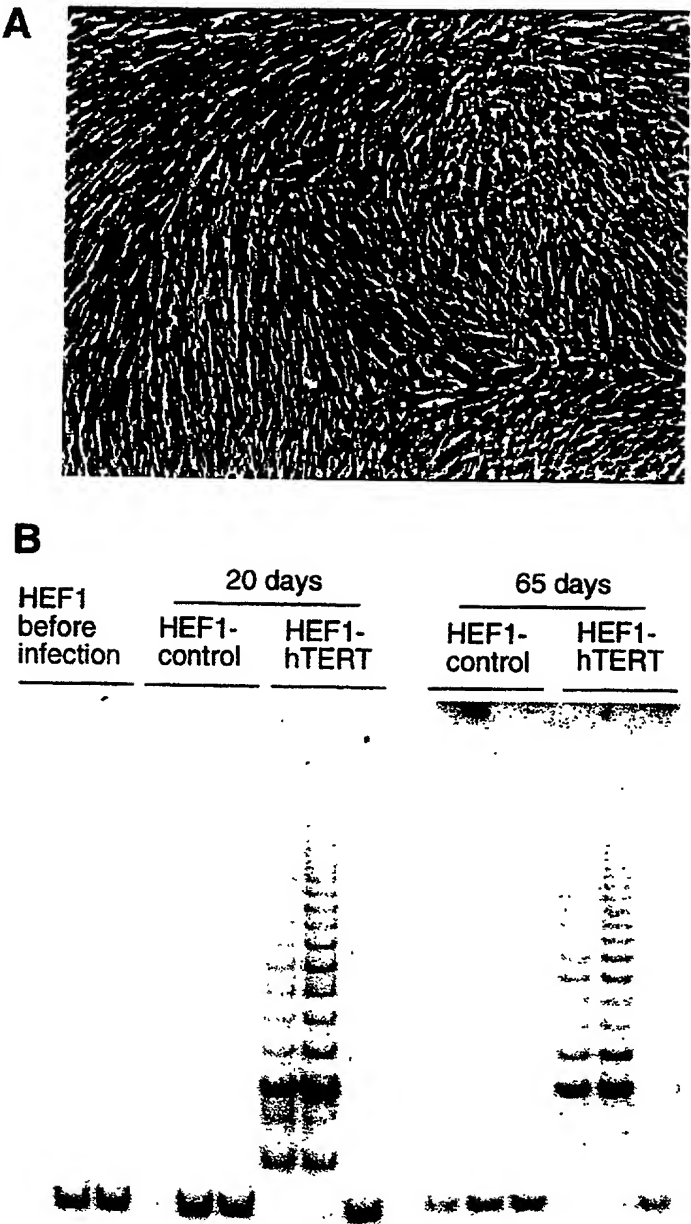 A
B
20 days
65 days
HEF1
before
infection
HEF1-
control
HEF1-
hTERT
HEF1-
control
HEF1-
hTERT